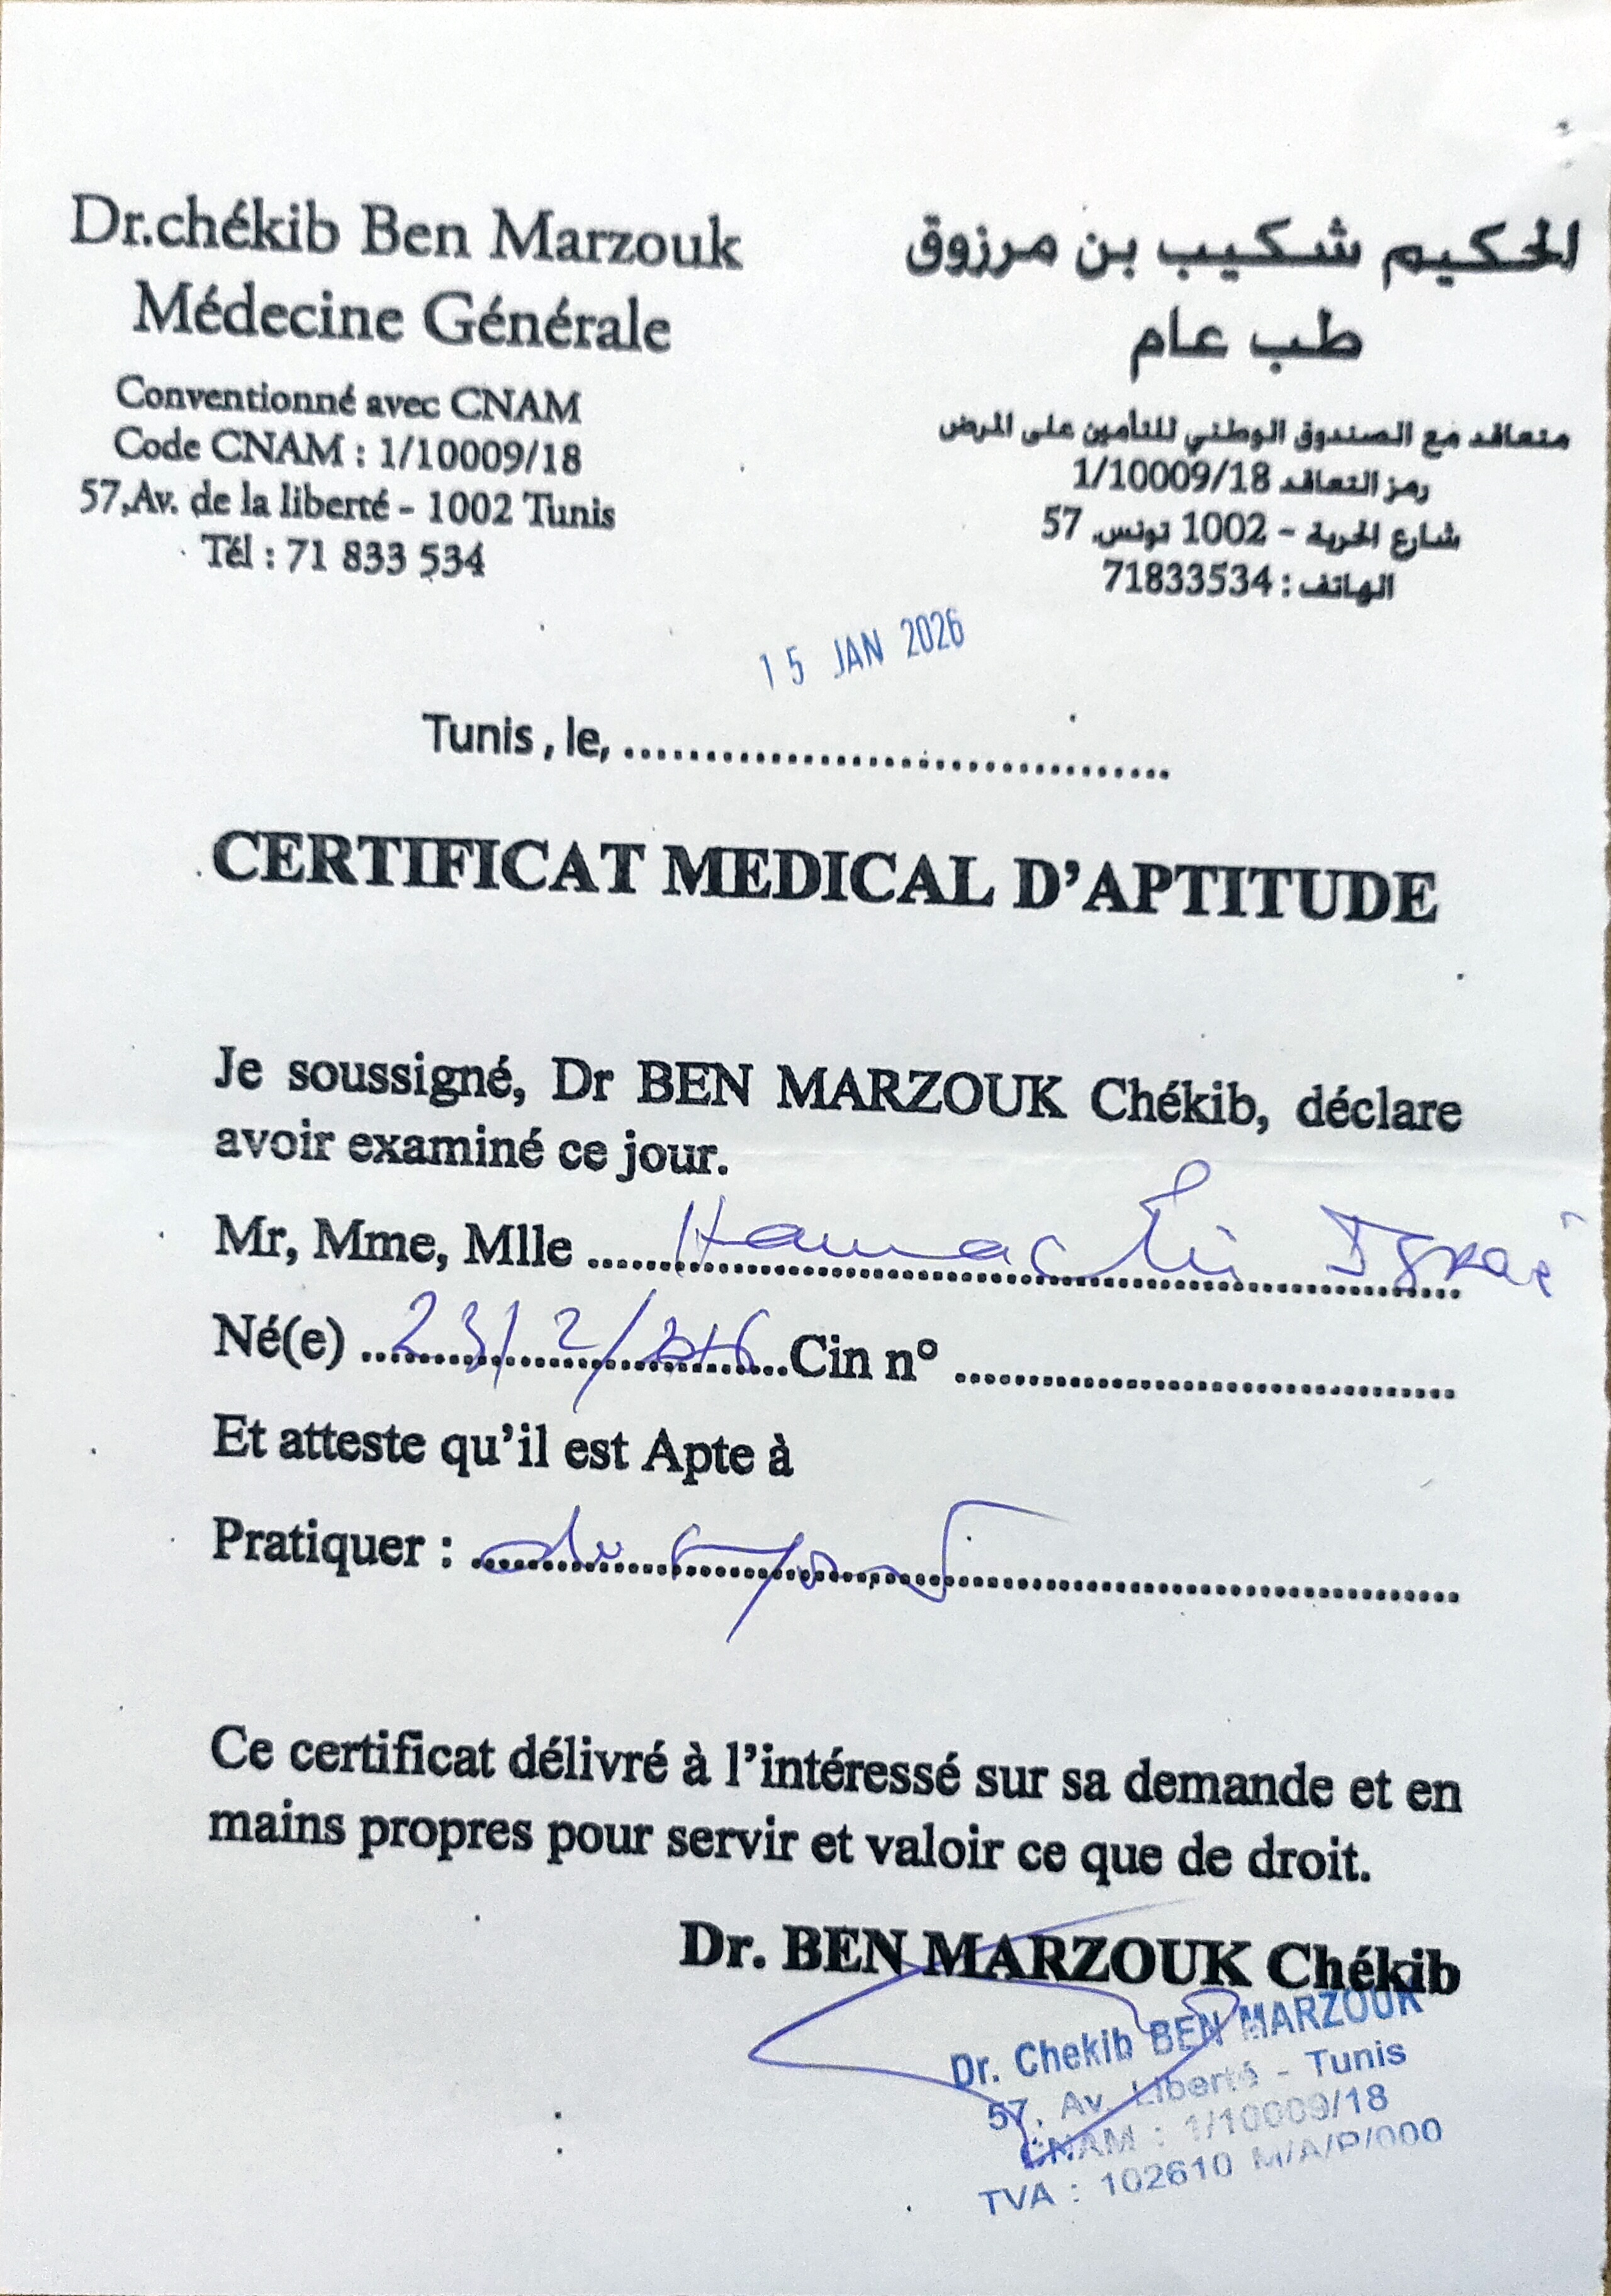 Dr.chékib Ben Marzouk
Médecine Générale
Conventionné avec CNAM
Code CNAM : 1/10009/18
57,Av. de la liberté - 1002 Tunis
Tél : 71 833 534
الحكيم شكيب بن مرزوق
طب عام
متعاقد مع الصندوق الوطني للتأمين على المرض
رمز التعاقد 1/10009/18
شارع الحرية - 1002 تونس, 57
الهاتف : 71833534
15 JAN 2026
Tunis , le, ......................................
CERTIFICAT MEDICAL D'APTITUDE
Je soussigné, Dr BEN MARZOUK Chékib, déclare
avoir examiné ce jour.
Mr, Mme, Mlle
Né(e) 23/2/2016 Cin n° ..................................
Et atteste qu'il est Apte à
Pratiquer : du sport
Ce certificat délivré à l'intéressé sur sa demande et en
mains propres pour servir et valoir ce que de droit.
Dr. BEN MARZOUK Chékib
Dr. Chekib BEN MARZOUK
57, Av. Liberté - Tunis
CNAM : 1/10009/18
TVA : 102610 M/A/P/000